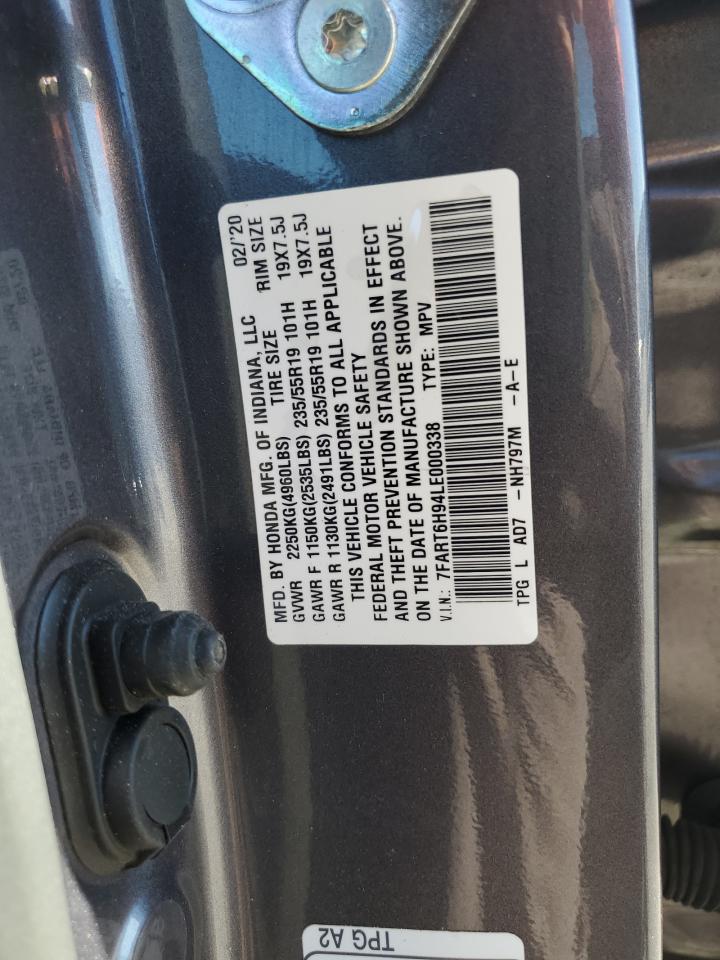 MFD. BY HONDA MFG. OF INDIANA, LLC 02/'20
GVWR 2250KG(4960LBS) TIRE SIZE RIM SIZE
GAWR F 1150KG(2535LBS) 235/55R19 101H 19X7.5J
GAWR R 1130KG(2491LBS) 235/55R19 101H 19X7.5J
THIS VEHICLE CONFORMS TO ALL APPLICABLE
FEDERAL MOTOR VEHICLE SAFETY
AND THEFT PREVENTION STANDARDS IN EFFECT
ON THE DATE OF MANUFACTURE SHOWN ABOVE.
V.I.N.: 7FART6H94LE000338 TYPE: MPV
TPG L AD7 -NH797M -A-E
TPG A2